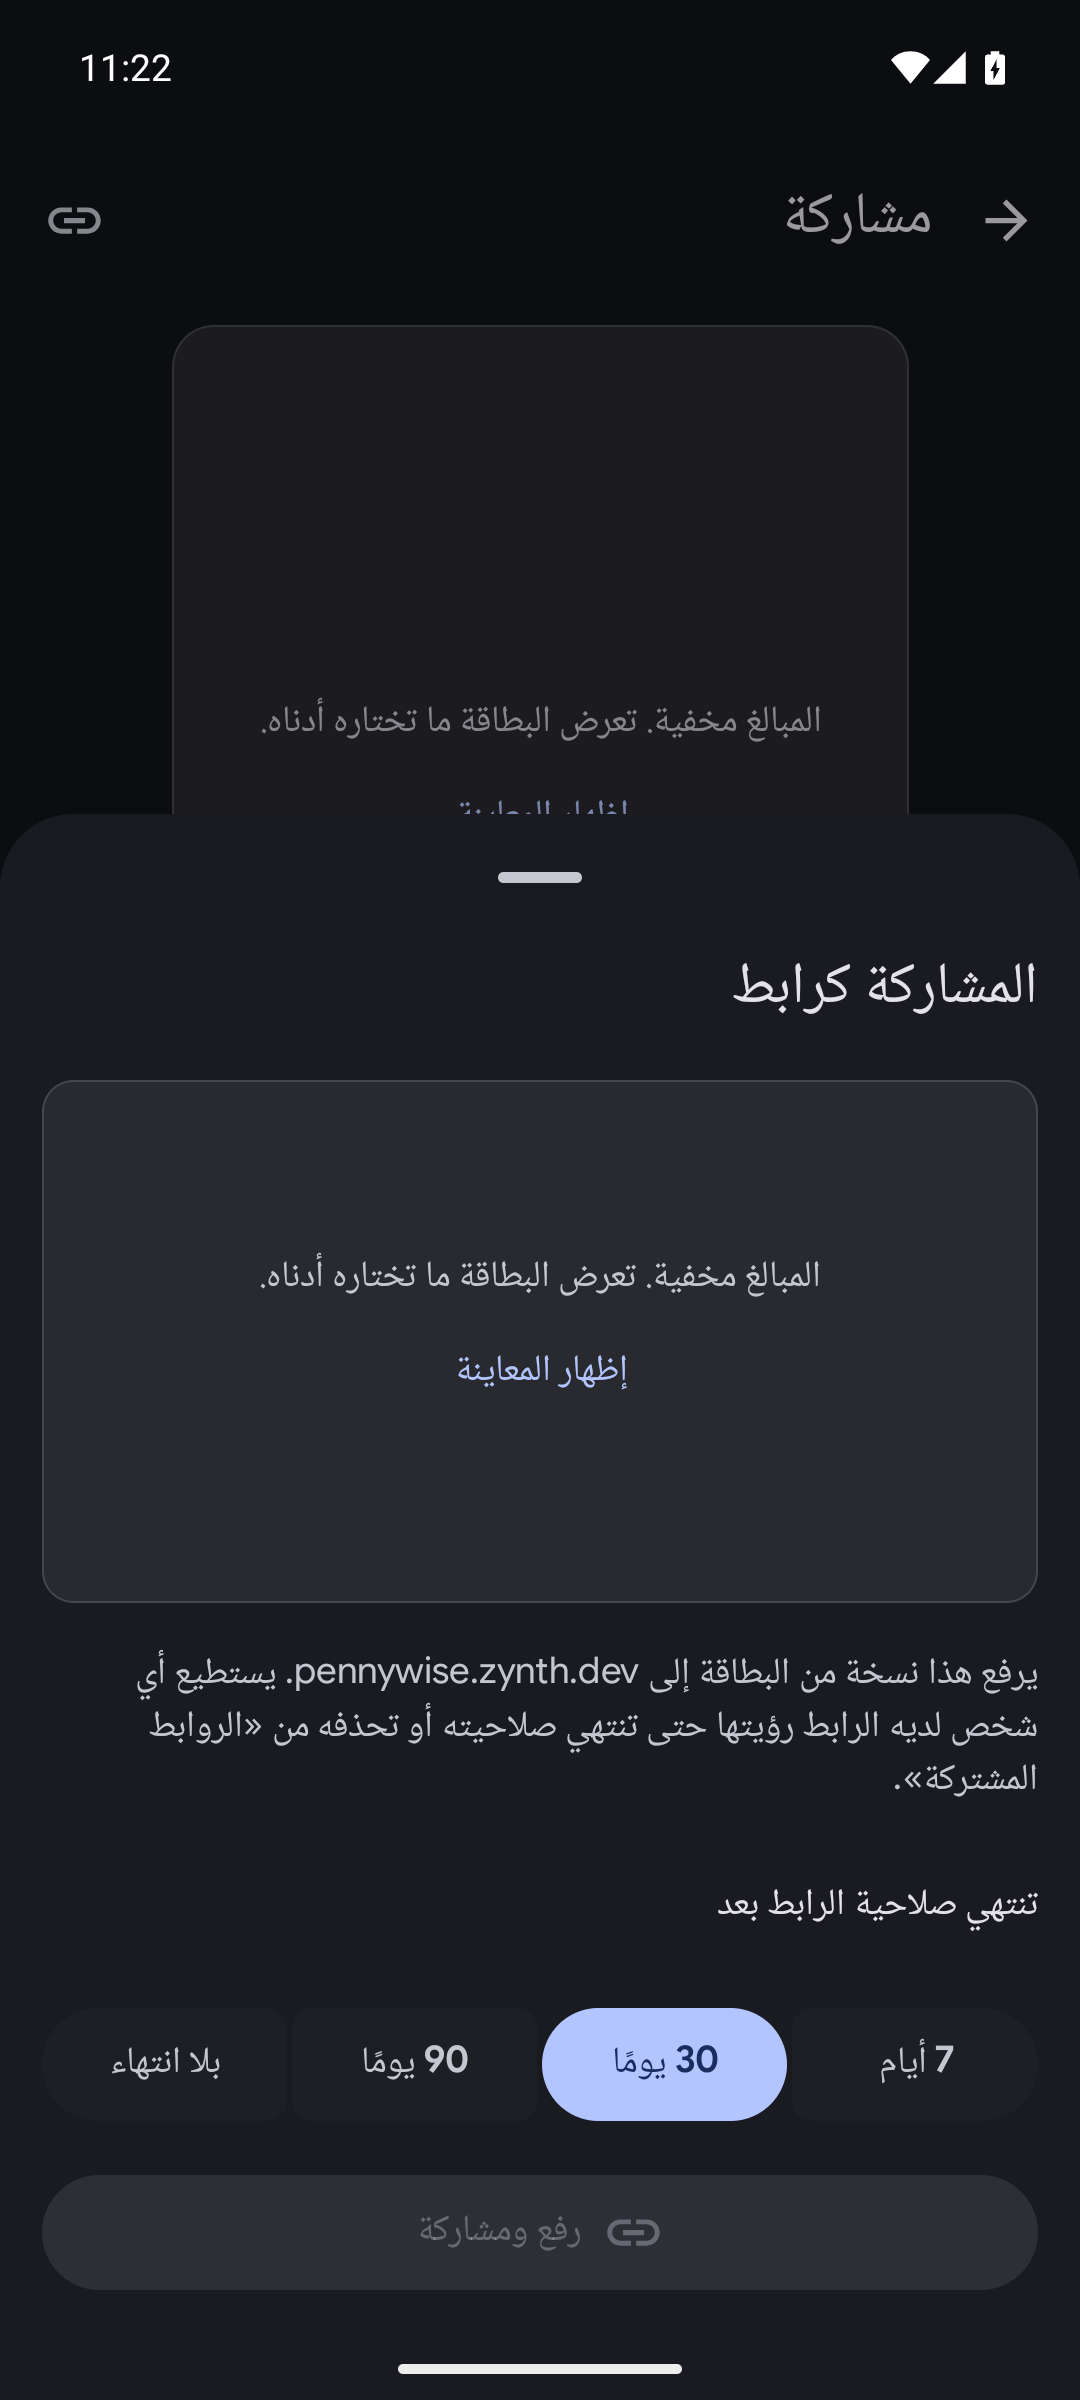 11:22
مشاركة
المبالغ مخفية. تعرض البطاقة ما تختاره أدناه.
إظهار المعاينة
المشاركة كرابط
المبالغ مخفية. تعرض البطاقة ما تختاره أدناه.
إظهار المعاينة
يرفع هذا نسخة من البطاقة إلى pennywise.zynth.dev. يستطيع أي
شخص لديه الرابط رؤيتها حتى تنتهي صلاحيته أو تحذفه من «الروابط
المشتركة».
تنتهي صلاحية الرابط بعد
7 أيام
30 يومًا
90 يومًا
بلا انتهاء
رفع ومشاركة